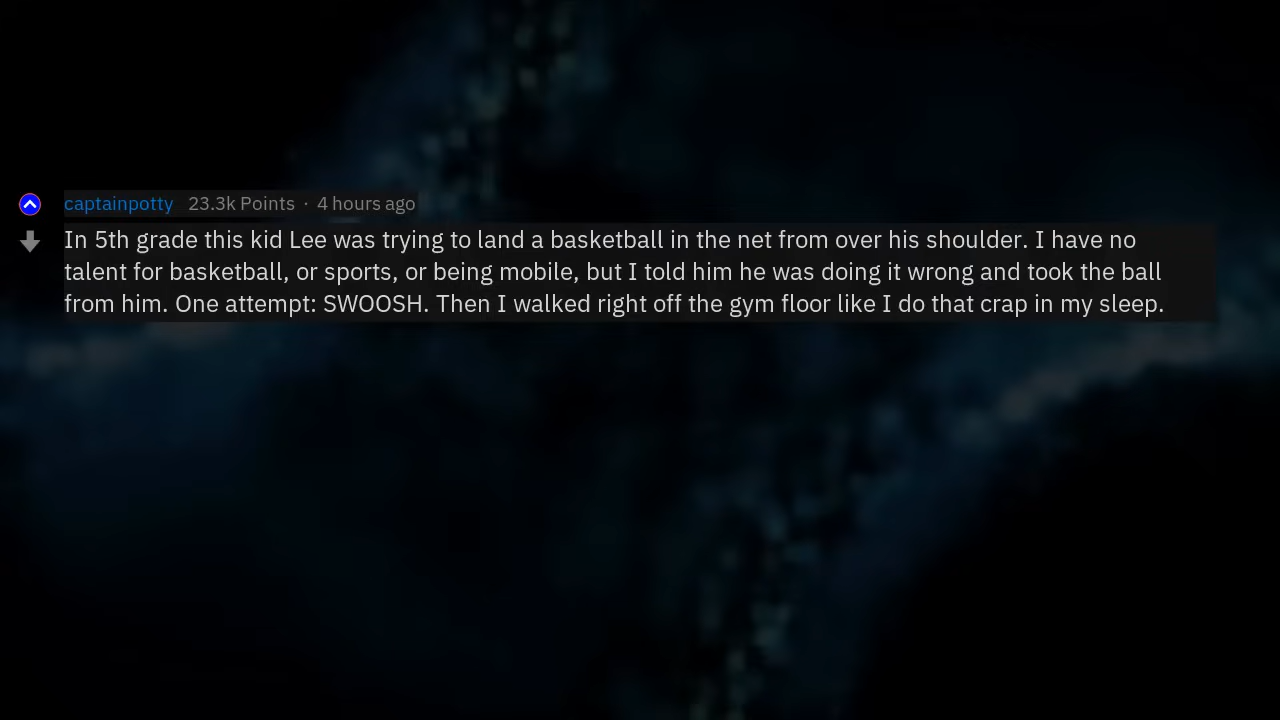 captainpotty 23.3k Points · 4 hours ago
In 5th grade this kid Lee was trying to land a basketball in the net from over his shoulder. I have no
talent for basketball, or sports, or being mobile, but I told him he was doing it wrong and took the ball
from him. One attempt: SWOOSH. Then I walked right off the gym floor like I do that crap in my sleep.